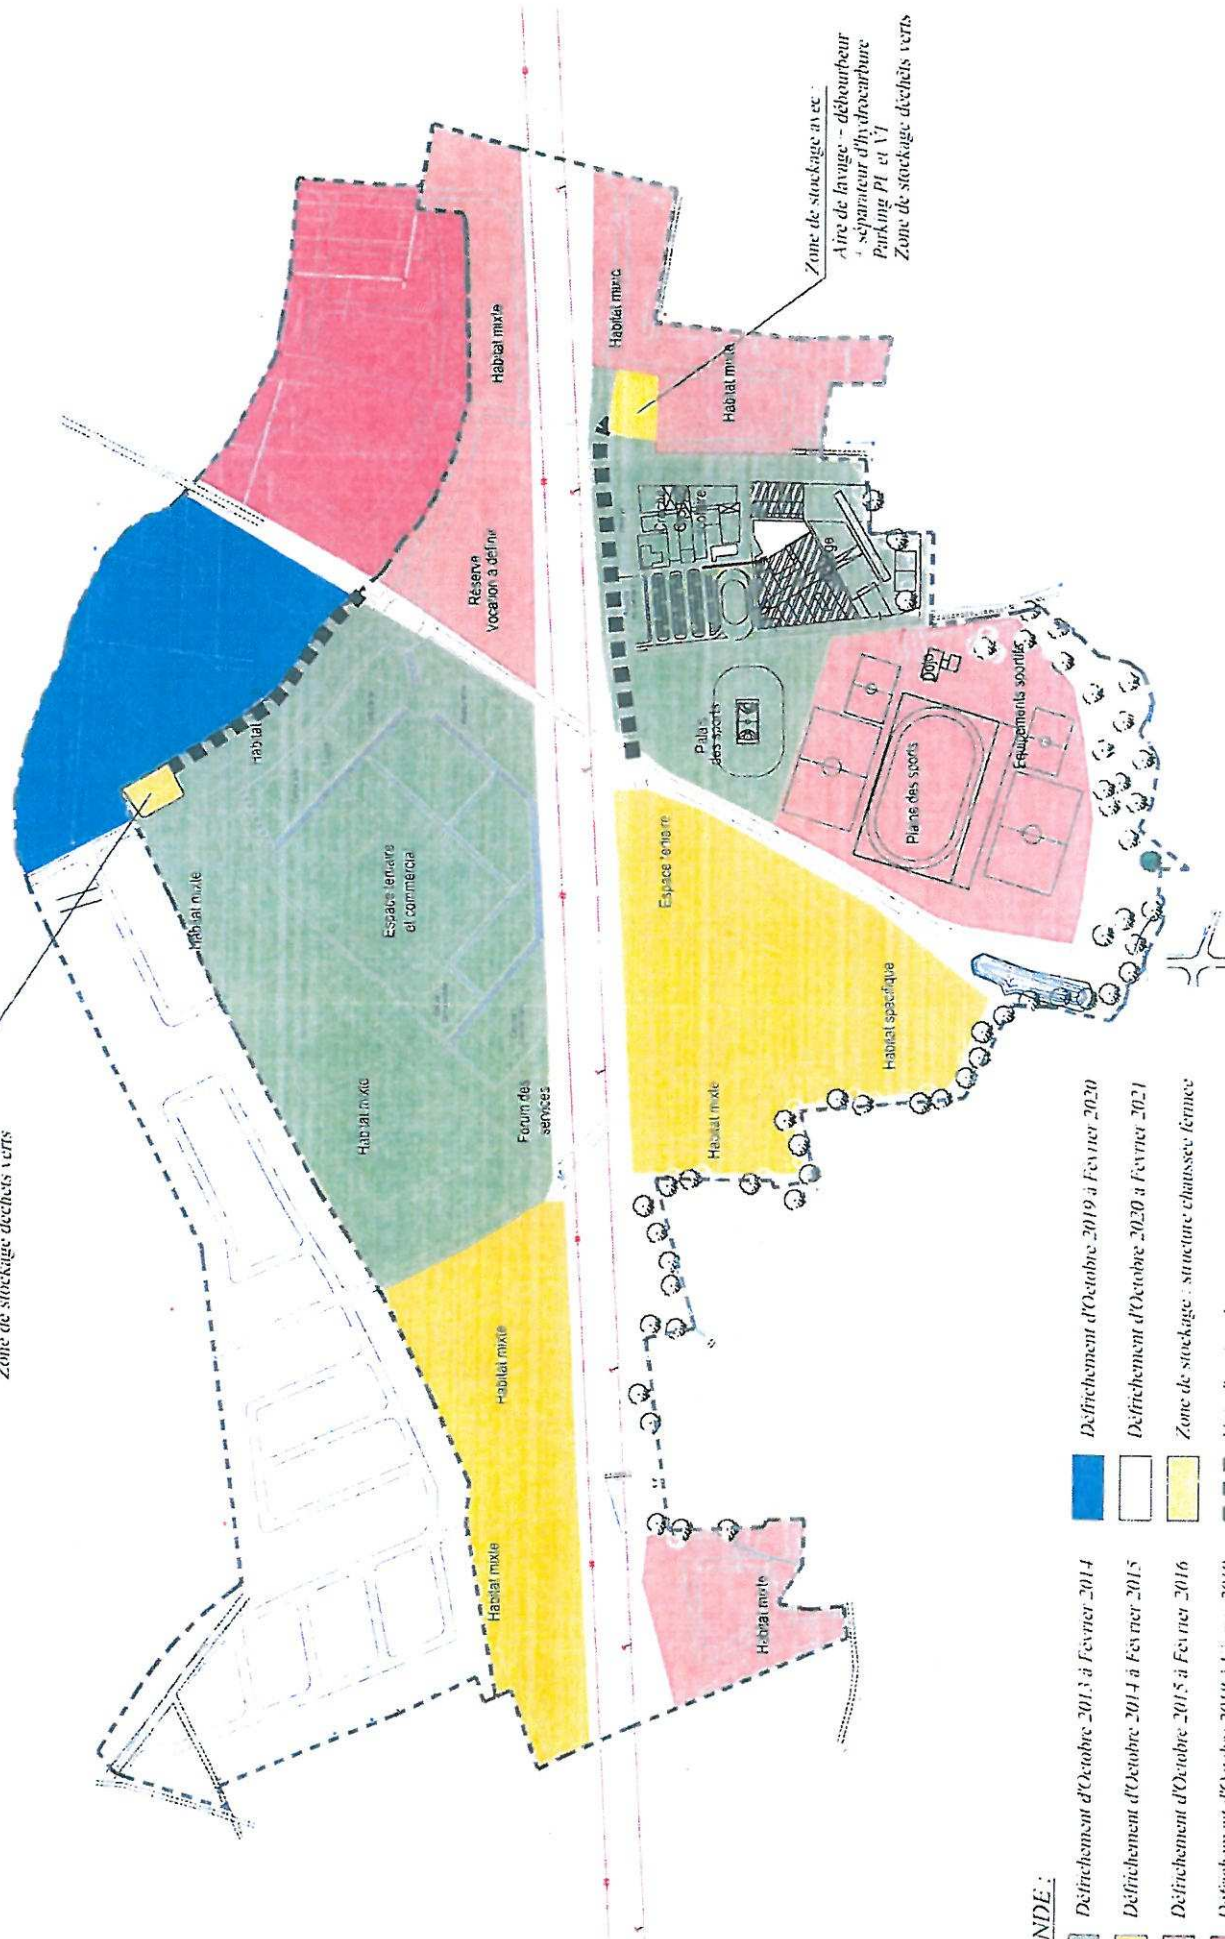 Zone de stockage déchets verts
Zone de stockage avec :
Aire de lavage - débourbeur
+ séparateur d'hydrocarbure
Parking PL et VL
Zone de stockage déchets verts
Habitat mixte
Habitat mixte
Habitat mixte
Réserve
Vocation à définir
Habitat
Habitat mixte
Espace tertiaire
et commercial
Habitat mixte
Forum des
services
Habitat mixte
Habitat mixte
Palais
des sports
Dojo
Equipements sportifs
Plaine des sports
Espace tertiaire
Habitat spécifique
Habitat mixte
Habitat mixte
NDE :
Défrichement d'Octobre 2013 à Février 2014
Défrichement d'Octobre 2014 à Février 2015
Défrichement d'Octobre 2015 à Février 2016
Défrichement d'Octobre 2019 à Février 2020
Défrichement d'Octobre 2020 à Février 2021
Zone de stockage : structure chaussée fermée